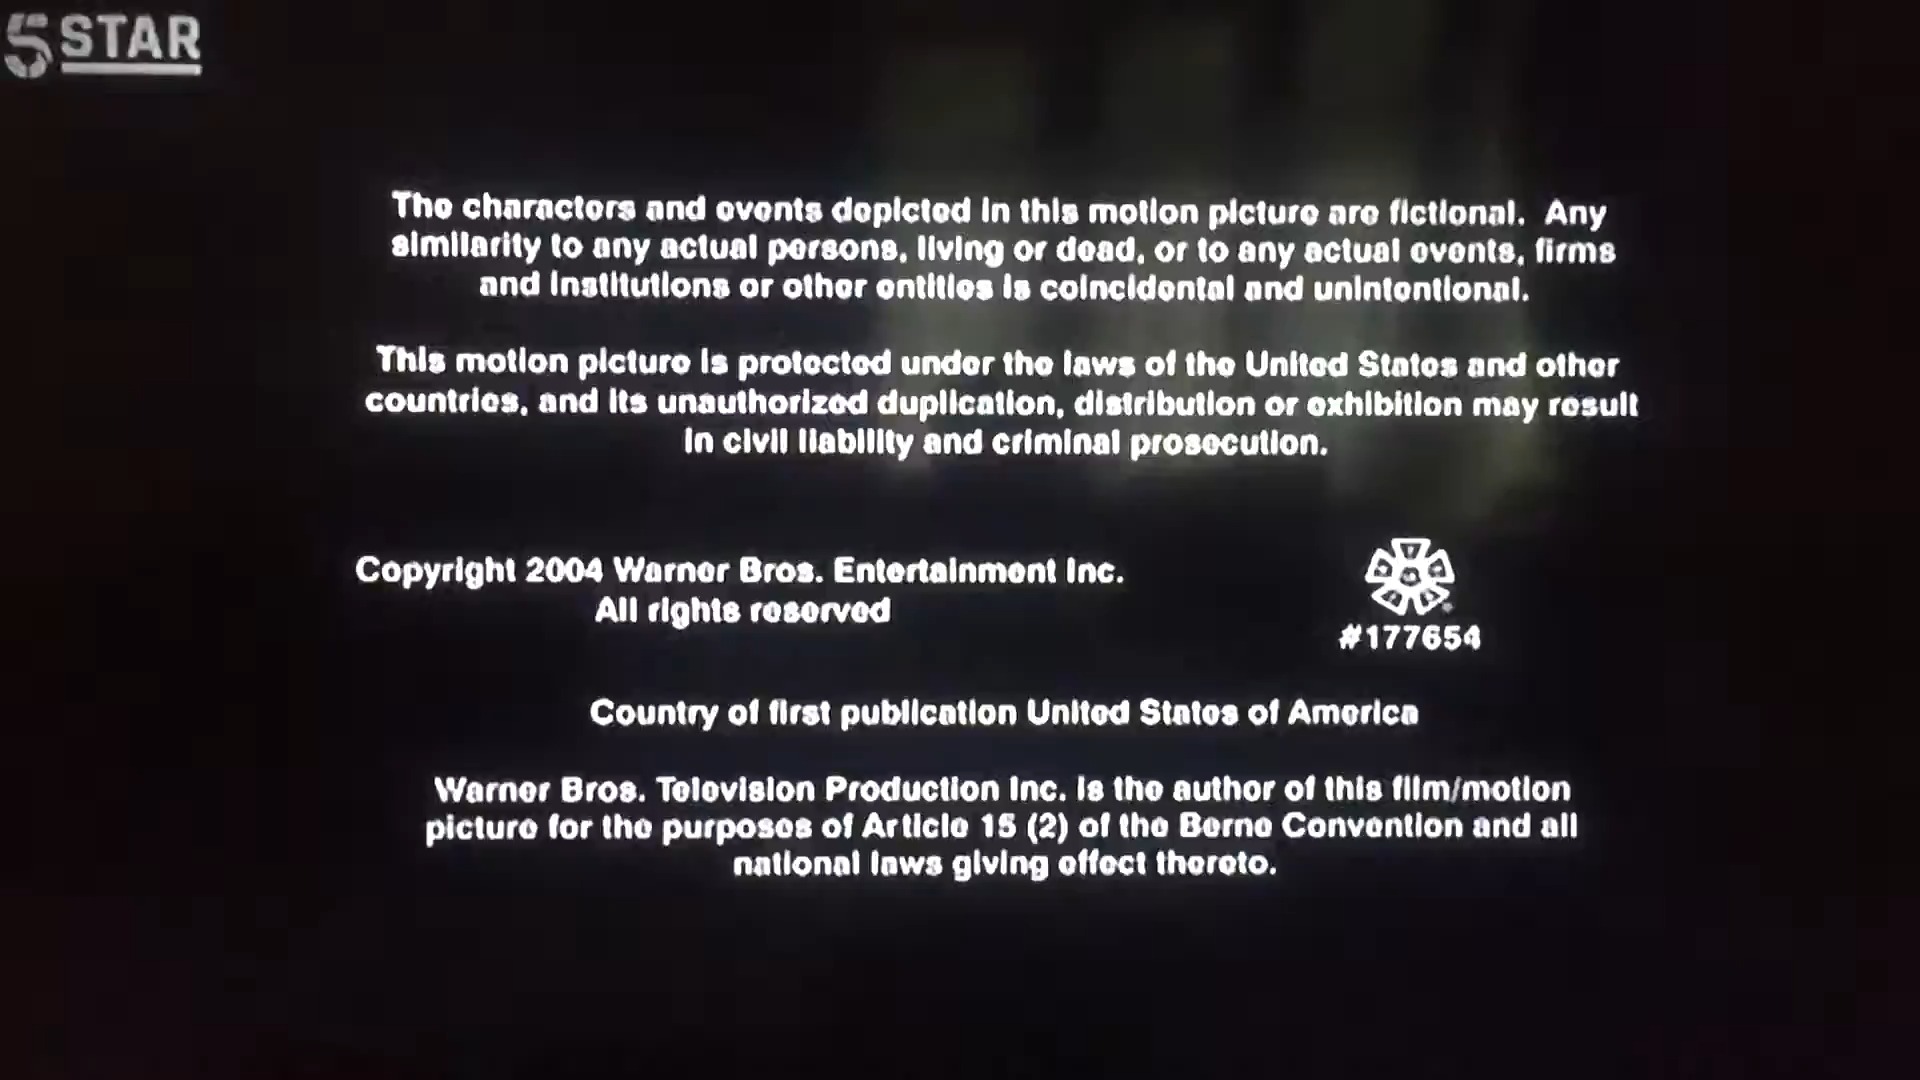 5STAR
The characters and events depicted in this motion picture are fictional. Any
similarity to any actual persons, living or dead, or to any actual events, firms
and institutions or other entities is coincidental and unintentional.
This motion picture is protected under the laws of the United States and other
countries, and its unauthorized duplication, distribution or exhibition may result
in civil liability and criminal prosecution.
Copyright 2004 Warner Bros. Entertainment Inc.
All rights reserved
#177654
Country of first publication United States of America
Warner Bros. Television Production Inc. is the author of this film/motion
picture for the purposes of Article 15 (2) of the Berne Convention and all
national laws giving effect thereto.